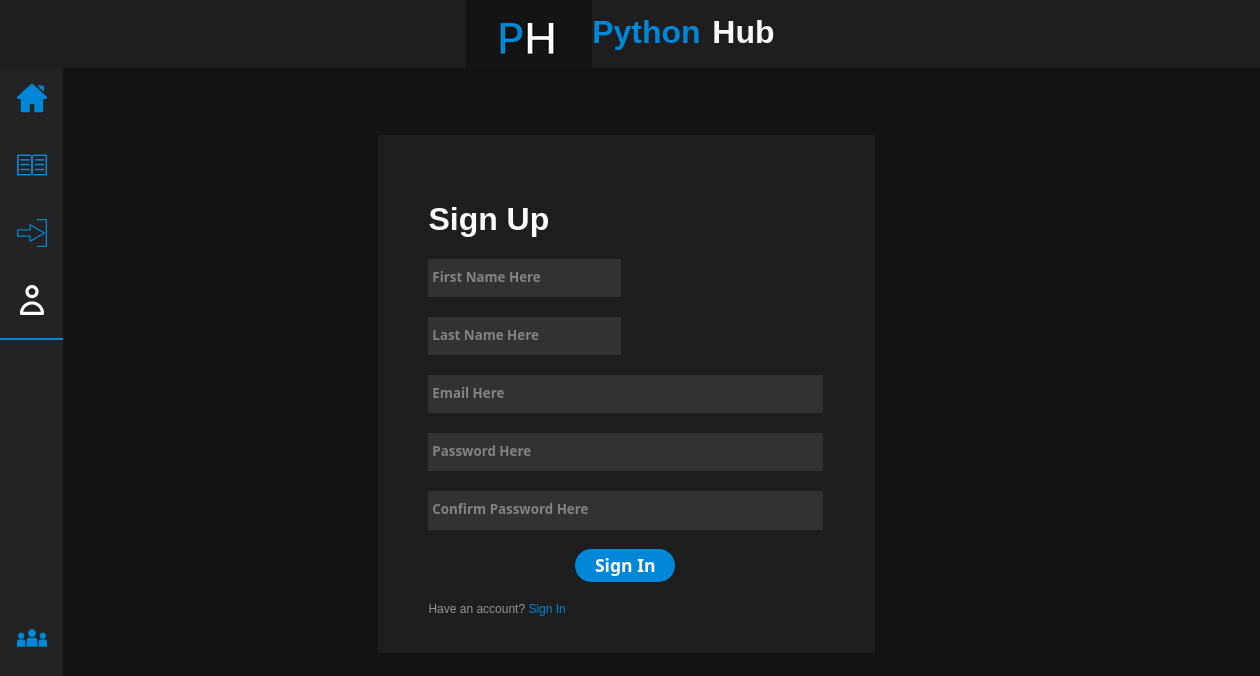 PH Python Hub
Sign Up
First Name Here
Last Name Here
Email Here
Password Here
Confirm Password Here
Sign In
Have an account? Sign In